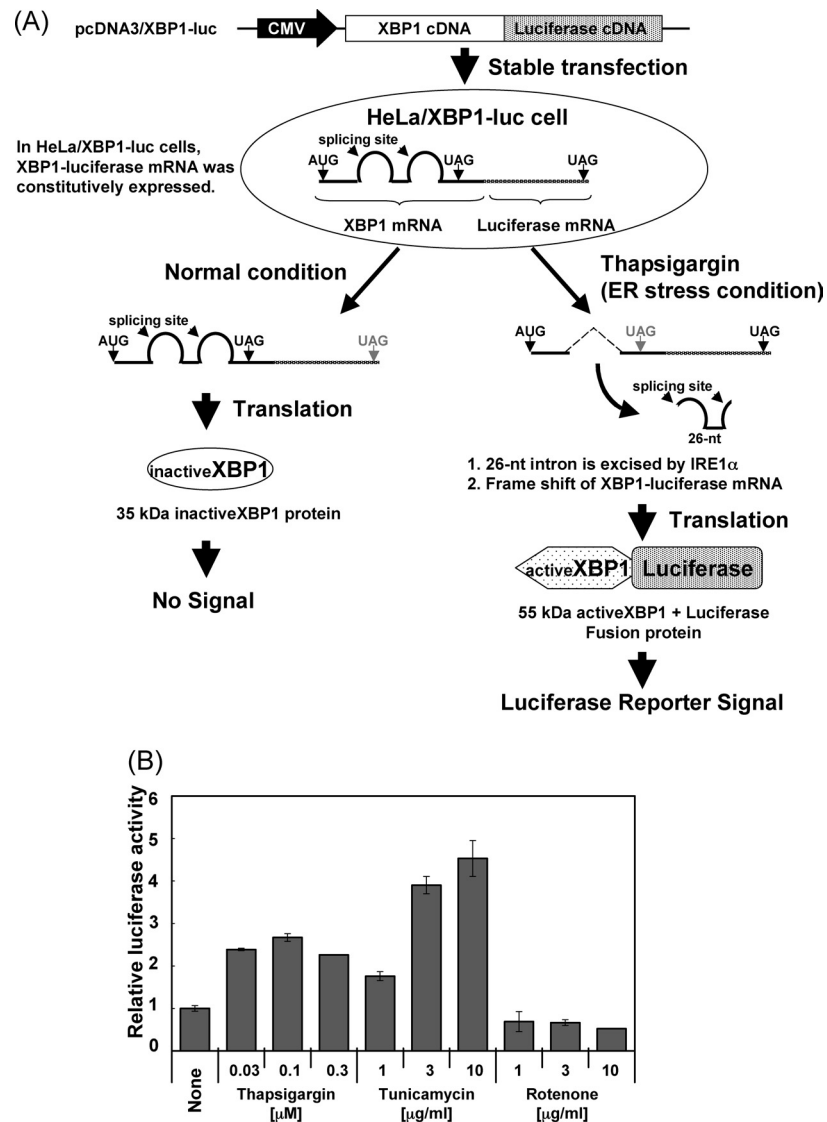 (A)
pcDNA3/XBP1-luc
CMV
XBP1 cDNA
Luciferase cDNA
Stable transfection
HeLa/XBP1-luc cell
In HeLa/XBP1-luc cells,
XBP1-luciferase mRNA was
constitutively expressed.
splicing site
AUG
UAG
UAG
XBP1 mRNA
Luciferase mRNA
Normal condition
Thapsigargin
(ER stress condition)
splicing site
AUG
UAG
UAG
AUG
UAG
UAG
splicing site
26-nt
Translation
inactiveXBP1
35 kDa inactiveXBP1 protein
No Signal
1. 26-nt intron is excised by IRE1α
2. Frame shift of XBP1-luciferase mRNA
Translation
activeXBP1
Luciferase
55 kDa activeXBP1 + Luciferase
Fusion protein
Luciferase Reporter Signal
(B)
Relative luciferase activity
6
5
4
3
2
1
0
None
0.03 0.1 0.3
Thapsigargin
[μM]
1 3 10
Tunicamycin
[μg/ml]
1 3 10
Rotenone
[μg/ml]